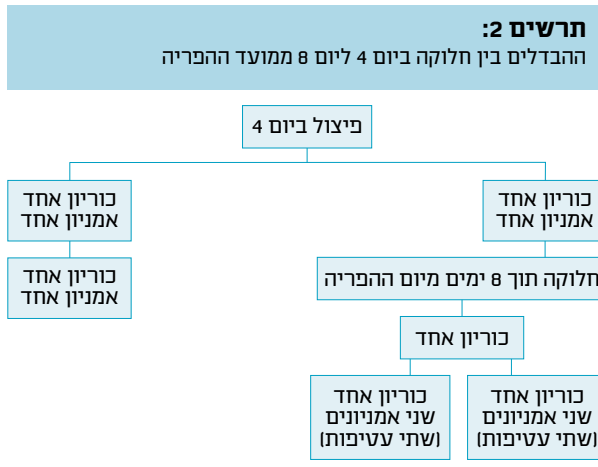 תרשים 2:
ההבדלים בין חלוקה ביום 4 ליום 8 ממועד ההפריה
פיצול ביום 4
כוריון אחד
אמניון אחד
כוריון אחד
אמניון אחד
כוריון אחד
אמניון אחד
חלוקה תוך 8 ימים מיום ההפריה
כוריון אחד
כוריון אחד
שני אמניונים
(שתי עטיפות)
כוריון אחד
שני אמניונים
(שתי עטיפות)